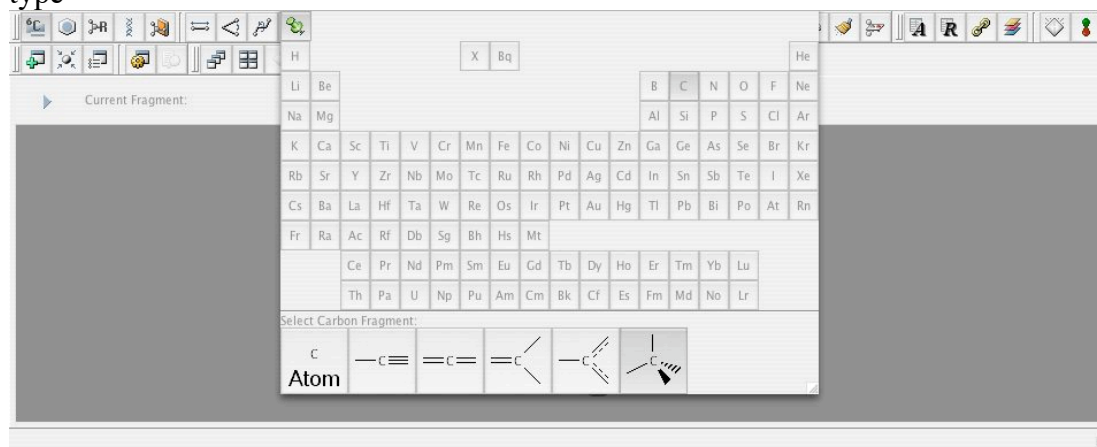 type
6C R A R
H X Bq He
Current Fragment:
Li Be B C N O F Ne
Na Mg Al Si P S Cl Ar
K Ca Sc Ti V Cr Mn Fe Co Ni Cu Zn Ga Ge As Se Br Kr
Rb Sr Y Zr Nb Mo Tc Ru Rh Pd Ag Cd In Sn Sb Te I Xe
Cs Ba La Hf Ta W Re Os Ir Pt Au Hg Tl Pb Bi Po At Rn
Fr Ra Ac Rf Db Sg Bh Hs Mt
Ce Pr Nd Pm Sm Eu Gd Tb Dy Ho Er Tm Yb Lu
Th Pa U Np Pu Am Cm Bk Cf Es Fm Md No Lr
Select Carbon Fragment:
C C C C C C
Atom